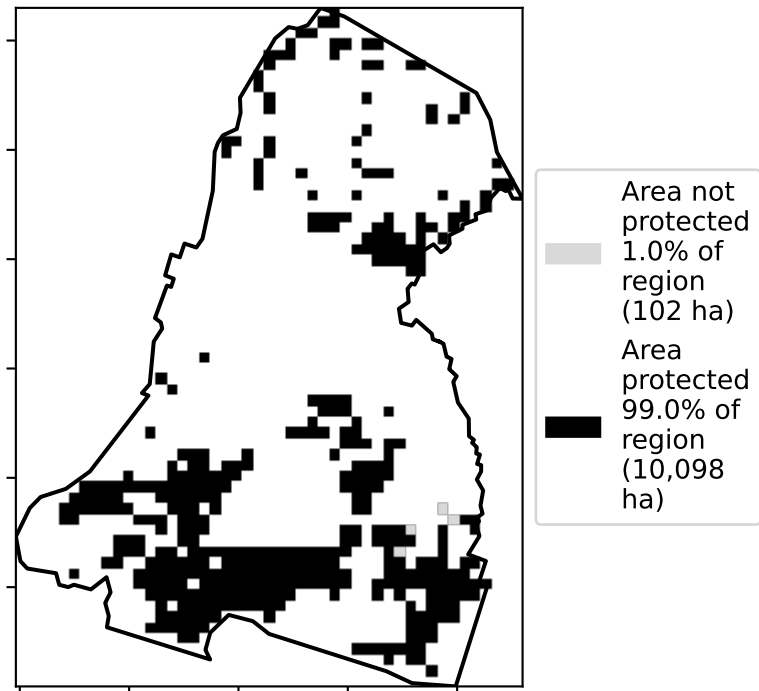 Area not
protected
1.0% of
region
(102 ha)
Area
protected
99.0% of
region
(10,098
ha)